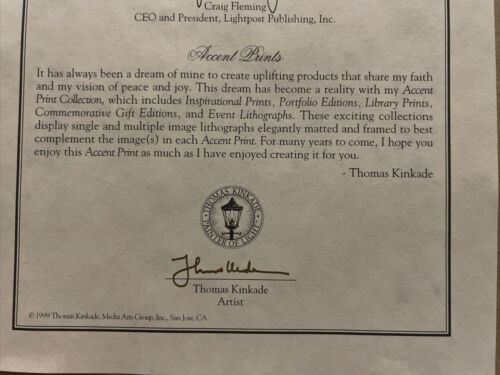 Craig Fleming
CEO and President, Lightpost Publishing, Inc.
Accent Prints
It has always been a dream of mine to create uplifting products that share my faith
and my vision of peace and joy. This dream has become a reality with my Accent
Print Collection, which includes Inspirational Prints, Portfolio Editions, Library Prints,
Commemorative Gift Editions, and Event Lithographs. These exciting collections
display single and multiple image lithographs elegantly matted and framed to best
complement the image(s) in each Accent Print. For many years to come, I hope you
enjoy this Accent Print as much as I have enjoyed creating it for you.
- Thomas Kinkade
THOMAS KINKADE
PAINTER OF LIGHT
Thomas Kinkade
Artist
© 1999 Thomas Kinkade, Media Arts Group, Inc., San Jose, CA